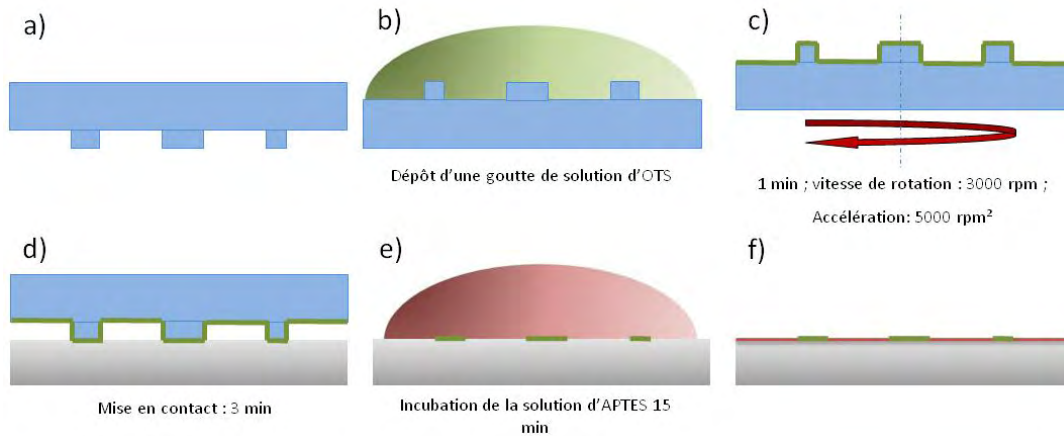 a)
b)
c)
Dépôt d'une goutte de solution d'OTS
1 min ; vitesse de rotation : 3000 rpm ;
Accélération: 5000 rpm²
d)
e)
f)
Mise en contact : 3 min
Incubation de la solution d'APTES 15
min